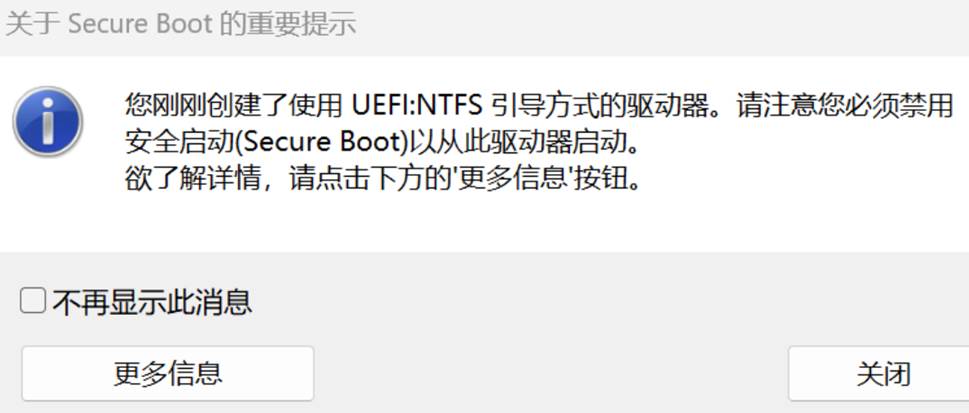 关于 Secure Boot 的重要提示
您刚刚创建了使用 UEFI:NTFS 引导方式的驱动器。请注意您必须禁用
安全启动(Secure Boot)以从此驱动器启动。
欲了解详情，请点击下方的'更多信息'按钮。
不再显示此消息
更多信息
关闭